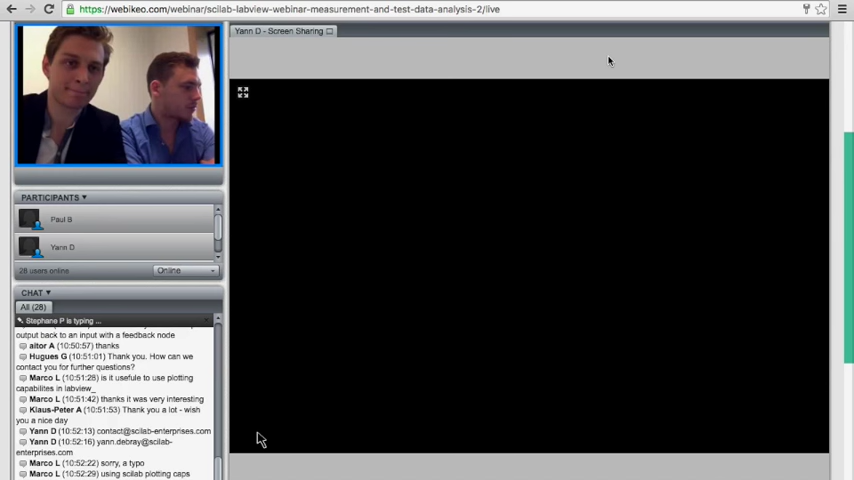 https://webikeo.com/webinar/scilab-labview-webinar-measurement-and-test-data-analysis-2/live
Yann D - Screen Sharing
PARTICIPANTS
Paul B
Yann D
28 users online
Online
CHAT
All (28)
Stephane P is typing ...
output back to an input with a feedback node
aitor A (10:50:57) thanks
Hugues G (10:51:01) Thank you. How can we
contact you for further questions?
Marco L (10:51:28) is it usefule to use plotting
capabilites in labview_
Marco L (10:51:42) thanks it was very interesting
Klaus-Peter A (10:51:53) Thank you a lot - wish
you a nice day
Yann D (10:52:13) contact@scilab-enterprises.com
Yann D (10:52:16) yann.debray@scilab-
enterprises.com
Marco L (10:52:22) sorry, a typo
Marco L (10:52:29) using scilab plotting caps